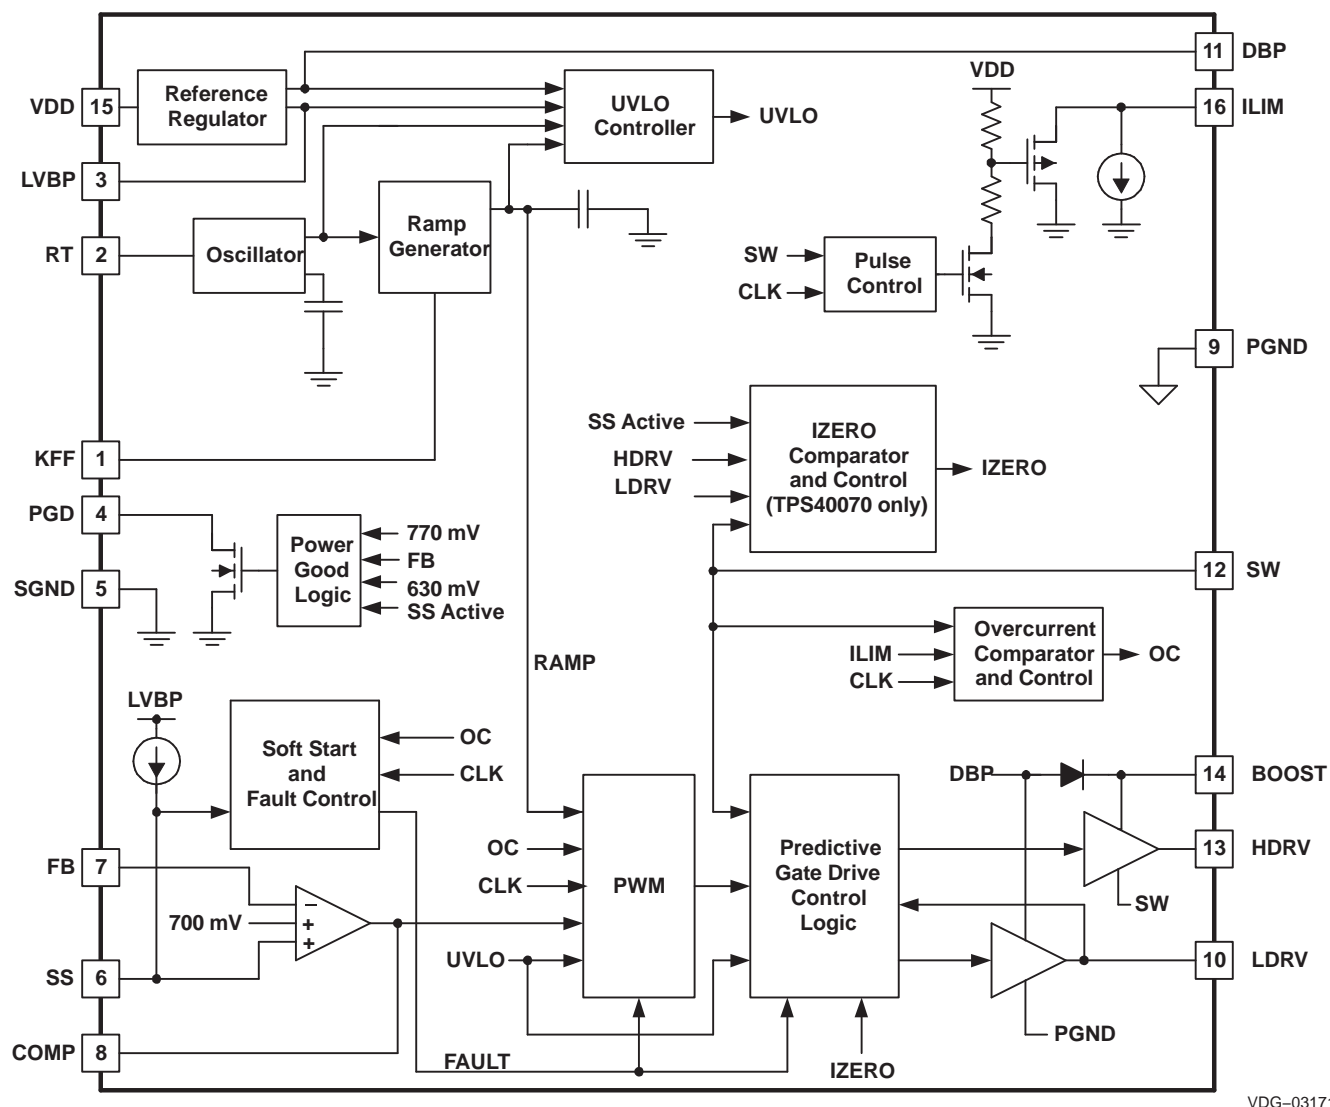 11 DBP
VDD
VDD 15
Reference
Regulator
UVLO
Controller
UVLO
16 ILIM
LVBP 3
Ramp
Generator
RT 2
Oscillator
SW
CLK
Pulse
Control
9 PGND
SS Active
HDRV
LDRV
IZERO
Comparator
and Control
(TPS40070 only)
IZERO
KFF 1
PGD 4
Power
Good
Logic
770 mV
FB
630 mV
SS Active
SGND 5
12 SW
RAMP
ILIM
CLK
Overcurrent
Comparator
and Control
OC
LVBP
Soft Start
and
Fault Control
OC
CLK
DBP
14 BOOST
FB 7
OC
CLK
PWM
Predictive
Gate Drive
Control
Logic
13 HDRV
SW
700 mV
−
+
+
UVLO
SS 6
10 LDRV
PGND
COMP 8
FAULT
IZERO
VDG–03171